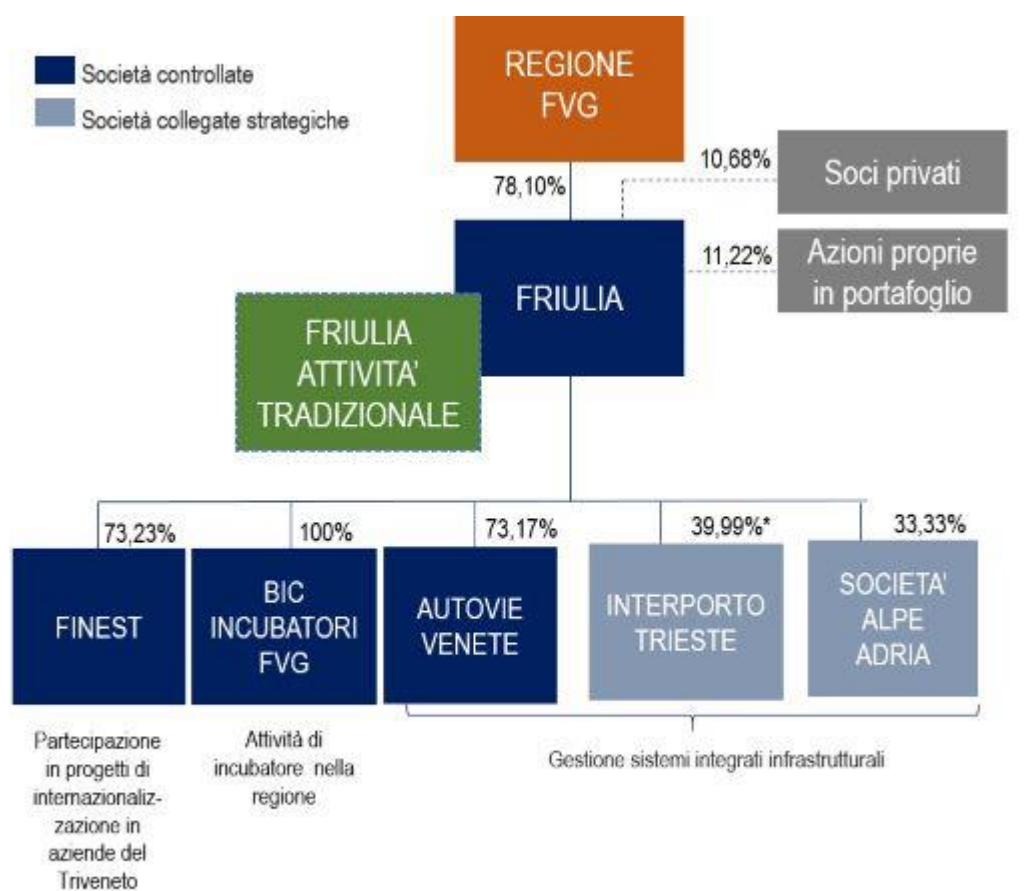 REGIONE
FVG
Società controllate
Società collegate strategiche
78,10%
10,68%
Soci privati
11,22%
Azioni proprie
in portafoglio
FRIULIA
FRIULIA
ATTIVITA’
TRADIZIONALE
73,23%
100%
73,17%
39,99%*
33,33%
FINEST
BIC
INCUBATORI
FVG
AUTOVIE
VENETE
INTERPORTO
TRIESTE
SOCIETA’
ALPE
ADRIA
Partecipazione
in progetti di
internazionaliz-
zazione in
aziende del
Triveneto
Attività di
incubatore nella
regione
Gestione sistemi integrati infrastrutturali